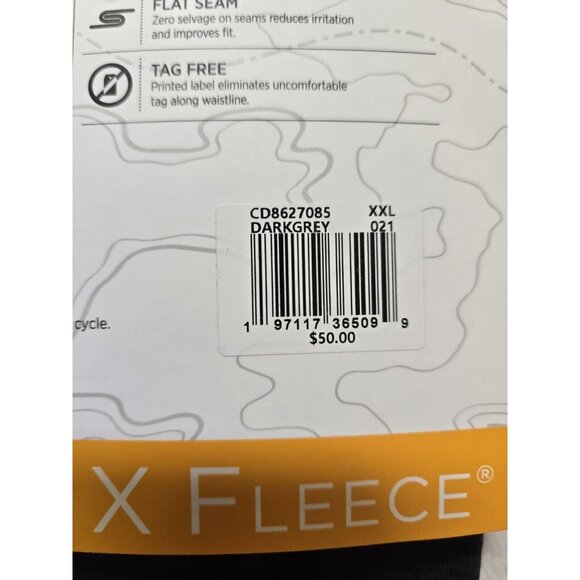 FLAT SEAM
Zero selvage on seams reduces irritation
and improves fit.
TAG FREE
Printed label eliminates uncomfortable
tag along waistline.
CD8627085 XXL
DARKGREY 021
1 97117 36509 9
$50.00
cycle.
X FLEECE®